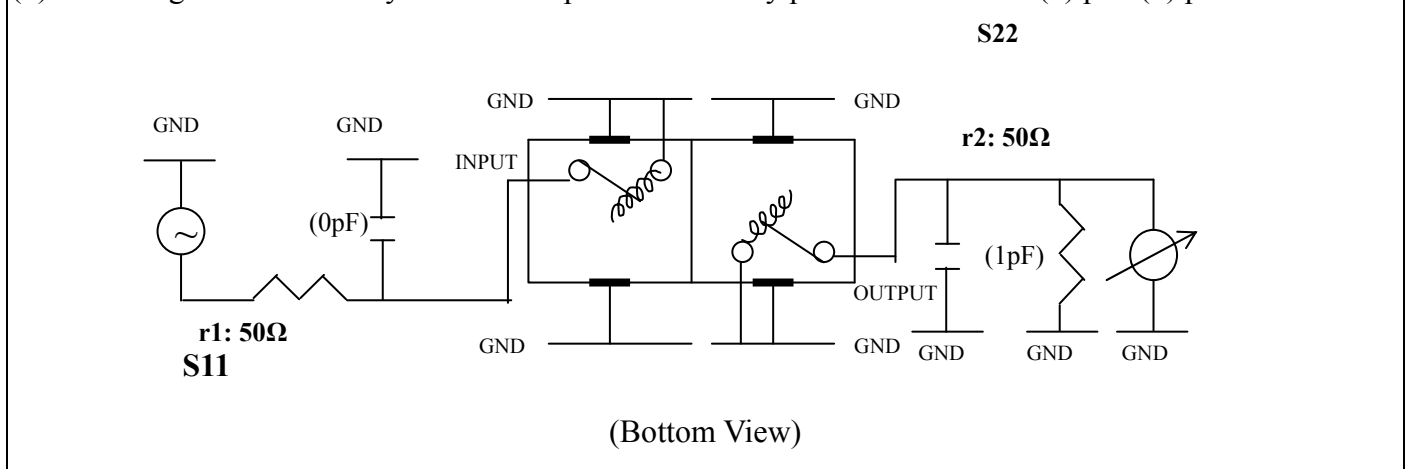 S22
GND
GND
GND
GND
r2: 50Ω
INPUT
(0pF)
~
(1pF)
OUTPUT
r1: 50Ω
GND
GND
GND
GND
GND
S11
(Bottom View)